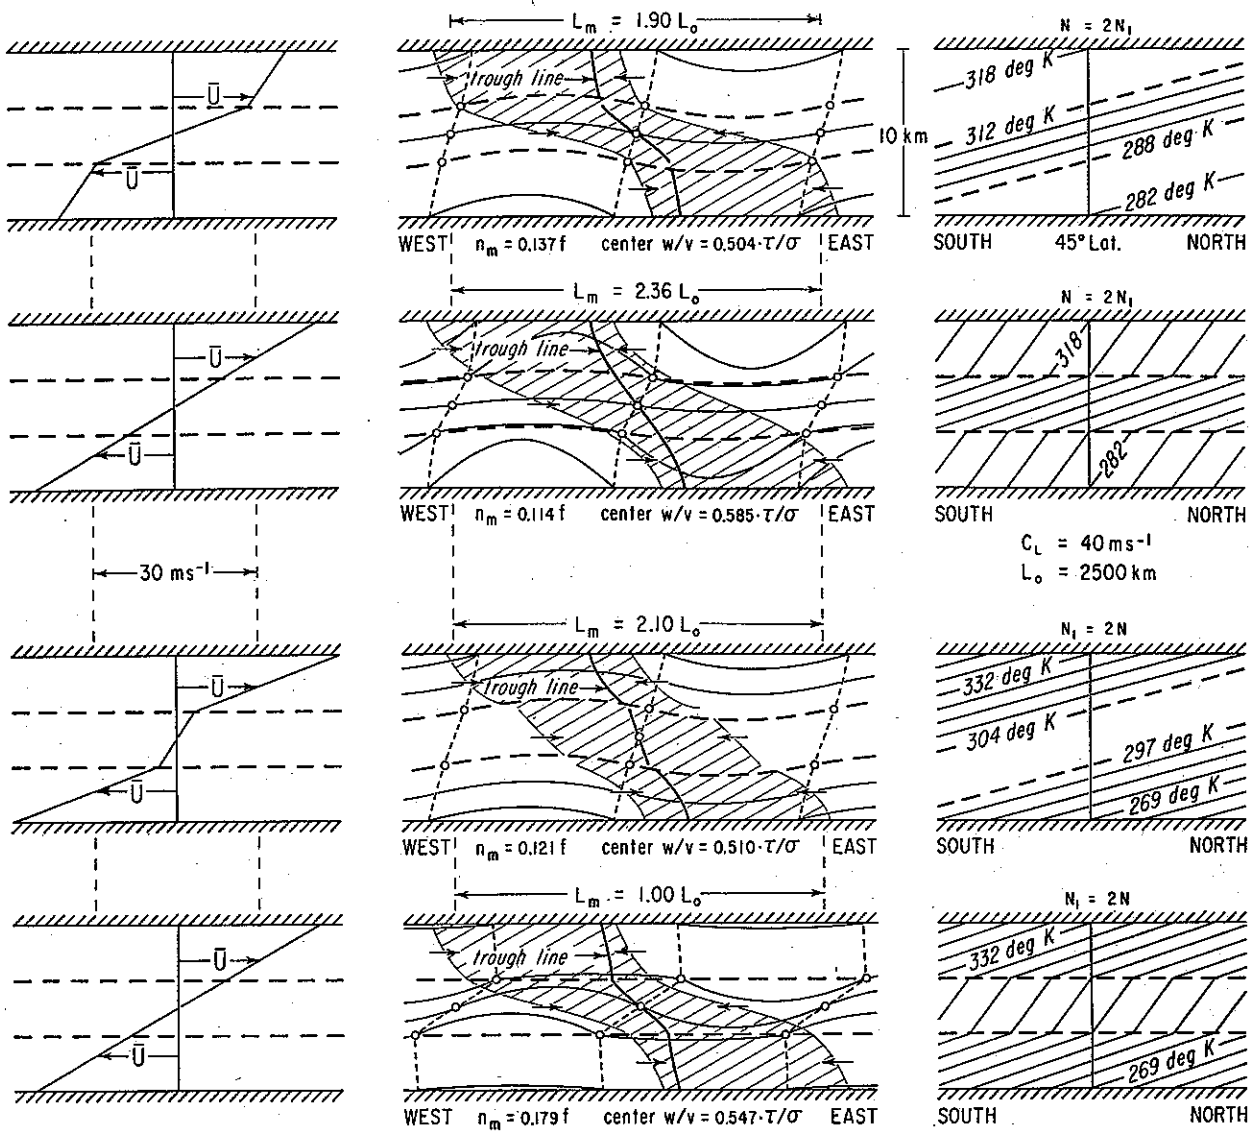 L_m = 1.90 L_o
N = 2N_1
Ū
Ū
trough line
10 km
318 deg K
312 deg K
288 deg K
282 deg K
WEST n_m = 0.137 f center w/v = 0.504·τ/σ EAST
SOUTH 45° Lat. NORTH
L_m = 2.36 L_o
N = 2N_1
Ū
Ū
trough line
318
282
WEST n_m = 0.114 f center w/v = 0.585·τ/σ EAST
SOUTH NORTH
30 ms⁻¹
C_L = 40 ms⁻¹
L_o = 2500 km
L_m = 2.10 L_o
N_1 = 2N
Ū
Ū
trough line
332 deg K
304 deg K
297 deg K
269 deg K
WEST n_m = 0.121 f center w/v = 0.510·τ/σ EAST
SOUTH NORTH
L_m = 1.00 L_o
N_1 = 2N
Ū
Ū
trough line
332 deg K
269 deg K
WEST n_m = 0.179 f center w/v = 0.547·τ/σ EAST
SOUTH NORTH